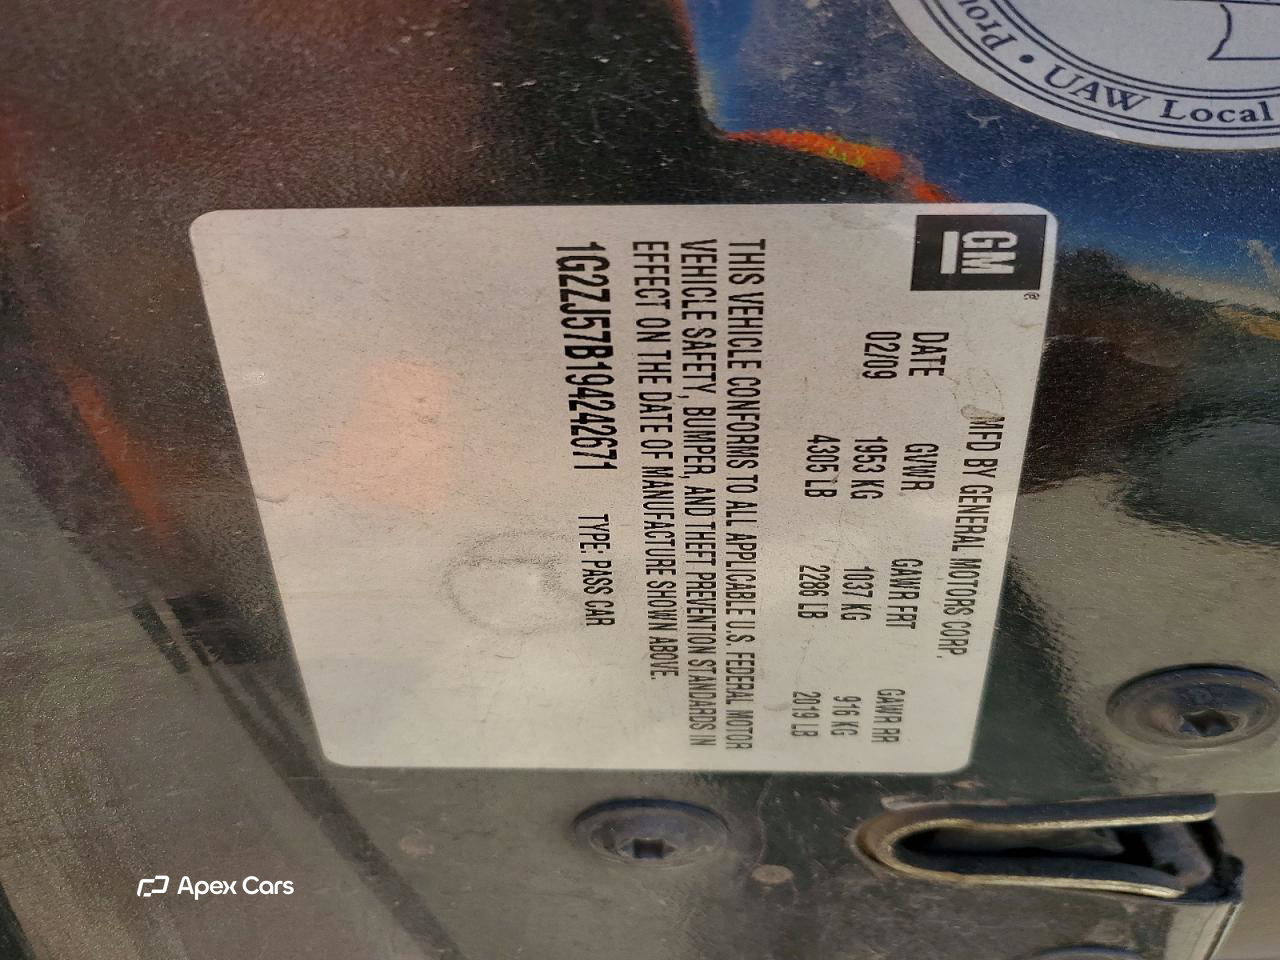 GM
®
MFD BY GENERAL MOTORS CORP.
DATE GVWR GAWR FRT GAWR RR
02/09 1953 KG 1037 KG 916 KG
4305 LB 2286 LB 2019 LB
THIS VEHICLE CONFORMS TO ALL APPLICABLE U.S. FEDERAL MOTOR
VEHICLE SAFETY, BUMPER, AND THEFT PREVENTION STANDARDS IN
EFFECT ON THE DATE OF MANUFACTURE SHOWN ABOVE.
1G2ZJ57B194242671 TYPE: PASS CAR
• UAW Local
Apex Cars